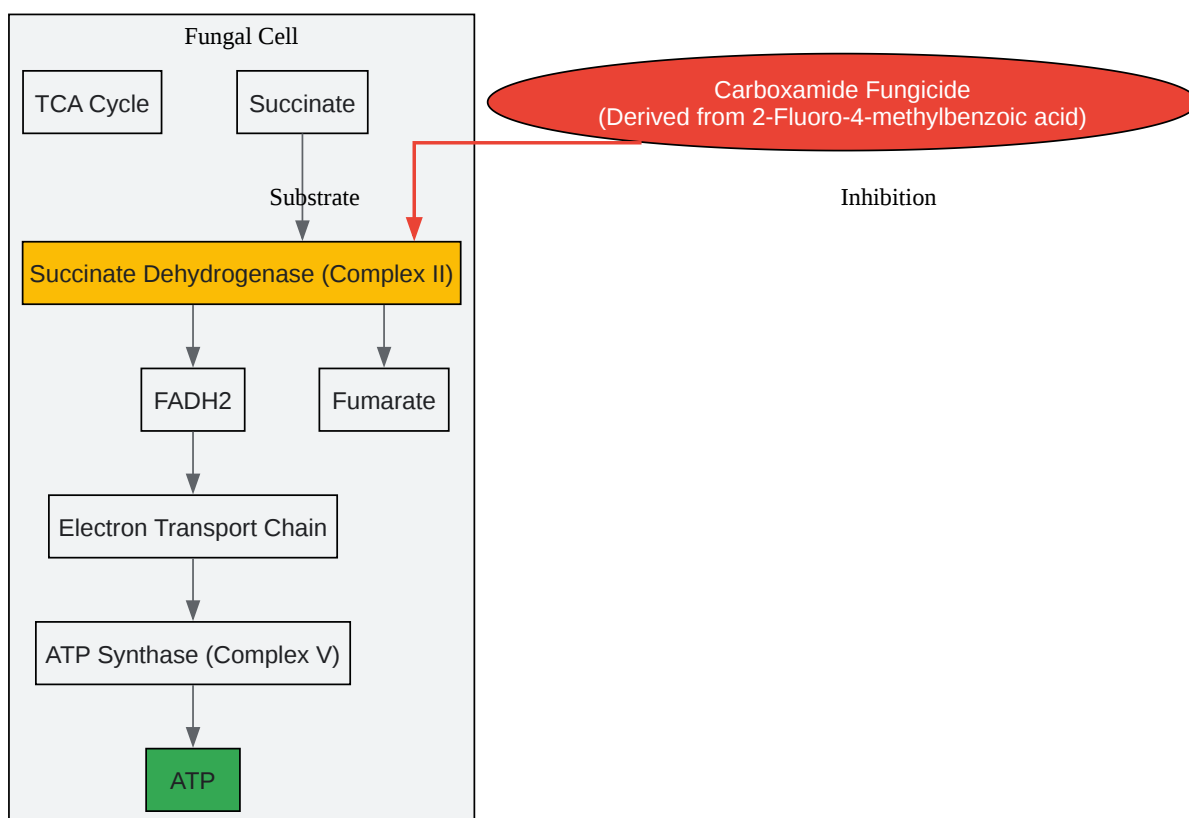 Fungal Cell
TCA Cycle
Succinate
Carboxamide Fungicide
(Derived from 2-Fluoro-4-methylbenzoic acid)
Substrate
Inhibition
Succinate Dehydrogenase (Complex II)
FADH2
Fumarate
Electron Transport Chain
ATP Synthase (Complex V)
ATP